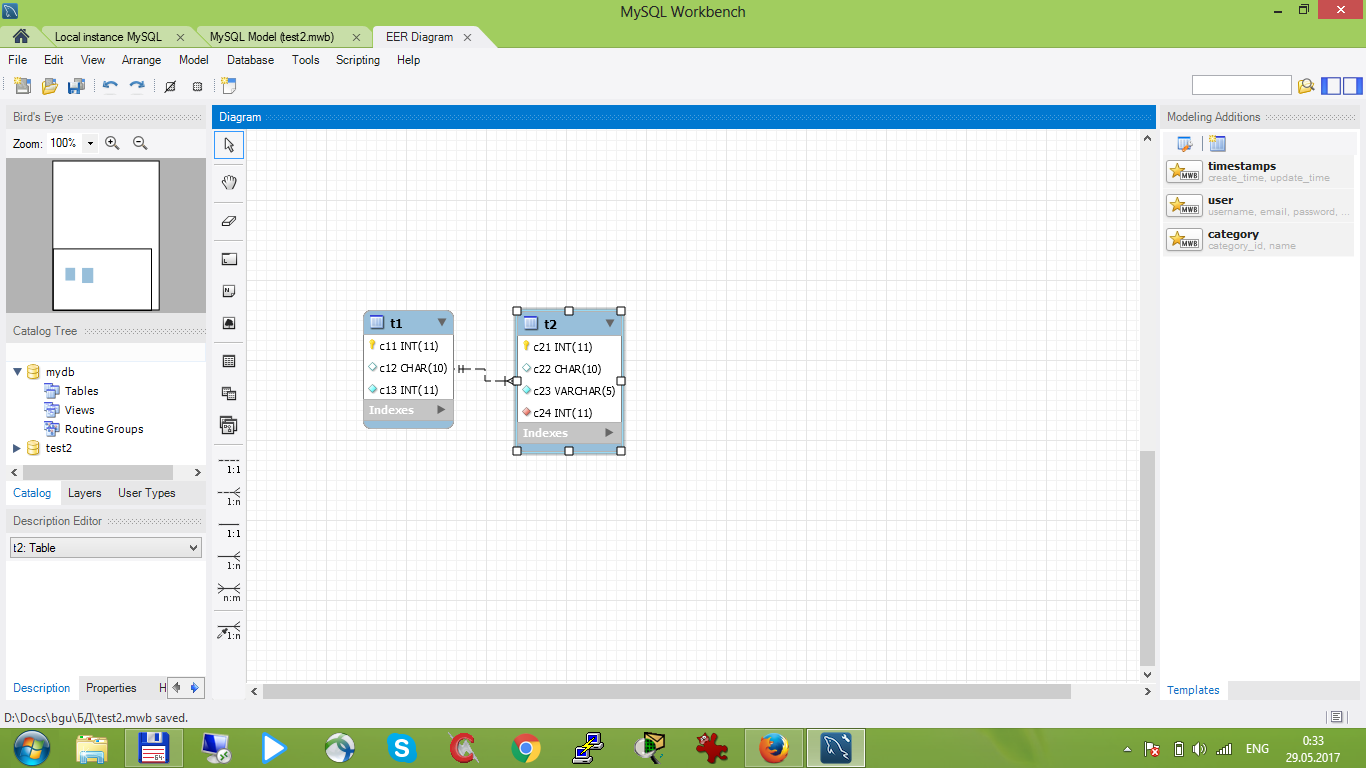 MySQL Workbench
Local instance MySQL
MySQL Model (test2.mwb)
EER Diagram
File Edit View Arrange Model Database Tools Scripting Help
Bird's Eye
Zoom: 100%
Diagram
Modeling Additions
timestamps
create_time, update_time
user
username, email, password, ...
category
category_id, name
t1
c11 INT(11)
c12 CHAR(10)
c13 INT(11)
Indexes
t2
c21 INT(11)
c22 CHAR(10)
c23 VARCHAR(5)
c24 INT(11)
Indexes
Catalog Tree
mydb
Tables
Views
Routine Groups
test2
Catalog Layers User Types
Description Editor
t2: Table
1:1
1:n
1:1
1:n
n:m
1:n
Description Properties H
Templates
D:\Docs\bgu\БД\test2.mwb saved.
ENG
0:33
29.05.2017